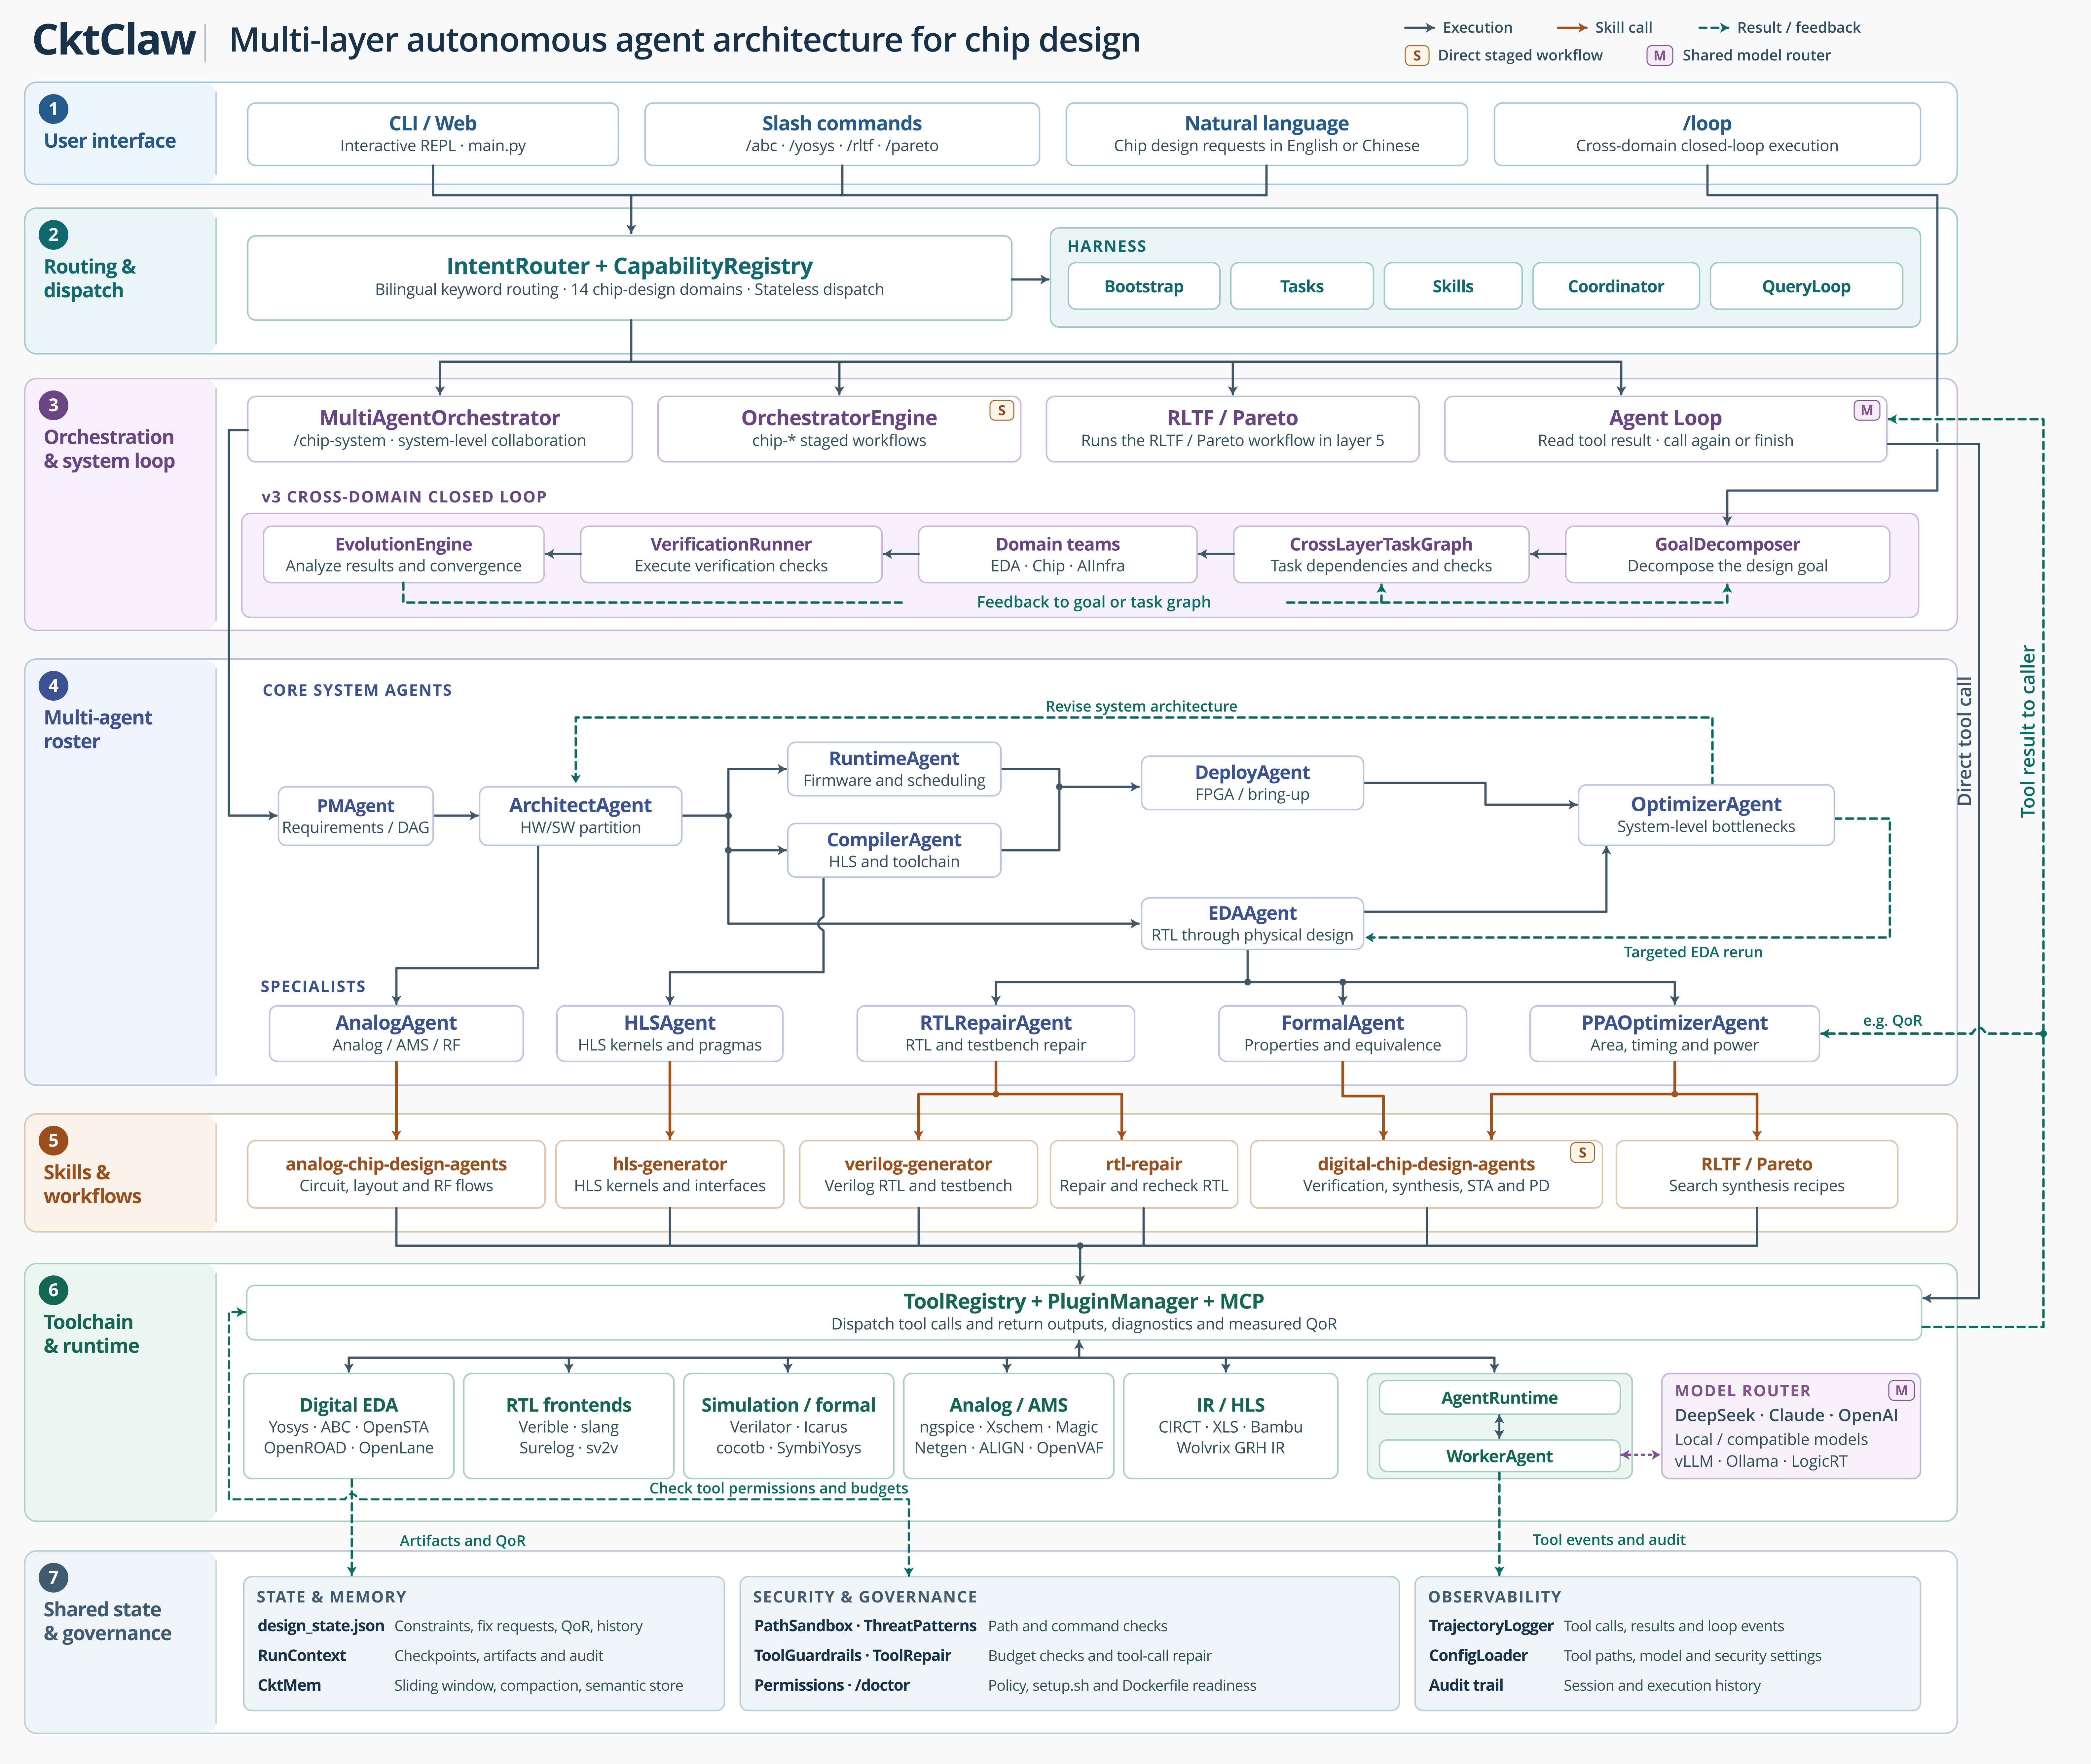 CktClaw
Multi-layer autonomous agent architecture for chip design
Execution
Skill call
Result / feedback
S
Direct staged workflow
M
Shared model router
1
User interface
CLI / Web
Interactive REPL · main.py
Slash commands
/abc · /yosys · /rltf · /pareto
Natural language
Chip design requests in English or Chinese
/loop
Cross-domain closed-loop execution
2
Routing &
dispatch
IntentRouter + CapabilityRegistry
Bilingual keyword routing · 14 chip-design domains · Stateless dispatch
HARNESS
Bootstrap
Tasks
Skills
Coordinator
QueryLoop
3
Orchestration
& system loop
MultiAgentOrchestrator
/chip-system · system-level collaboration
OrchestratorEngine
S
chip-* staged workflows
RLTF / Pareto
Runs the RLTF / Pareto workflow in layer 5
Agent Loop
M
Read tool result · call again or finish
v3 CROSS-DOMAIN CLOSED LOOP
EvolutionEngine
Analyze results and convergence
VerificationRunner
Execute verification checks
Domain teams
EDA · Chip · AIInfra
CrossLayerTaskGraph
Task dependencies and checks
GoalDecomposer
Decompose the design goal
Feedback to goal or task graph
4
Multi-agent
roster
CORE SYSTEM AGENTS
Revise system architecture
PMAgent
Requirements / DAG
ArchitectAgent
HW/SW partition
RuntimeAgent
Firmware and scheduling
CompilerAgent
HLS and toolchain
DeployAgent
FPGA / bring-up
EDAAgent
RTL through physical design
OptimizerAgent
System-level bottlenecks
Targeted EDA rerun
Direct tool call
Tool result to caller
SPECIALISTS
AnalogAgent
Analog / AMS / RF
HLSAgent
HLS kernels and pragmas
RTLRepairAgent
RTL and testbench repair
FormalAgent
Properties and equivalence
PPAOptimizerAgent
Area, timing and power
e.g. QoR
5
Skills &
workflows
analog-chip-design-agents
Circuit, layout and RF flows
hls-generator
HLS kernels and interfaces
verilog-generator
Verilog RTL and testbench
rtl-repair
Repair and recheck RTL
digital-chip-design-agents
S
Verification, synthesis, STA and PD
RLTF / Pareto
Search synthesis recipes
6
Toolchain
& runtime
ToolRegistry + PluginManager + MCP
Dispatch tool calls and return outputs, diagnostics and measured QoR
Digital EDA
Yosys · ABC · OpenSTA
OpenROAD · OpenLane
RTL frontends
Verible · slang
Surelog · sv2v
Simulation / formal
Verilator · Icarus
cocotb · SymbiYosys
Analog / AMS
ngspice · Xschem · Magic
Netgen · ALIGN · OpenVAF
IR / HLS
CIRCT · XLS · Bambu
Wolvrix GRH IR
AgentRuntime
WorkerAgent
MODEL ROUTER
M
DeepSeek · Claude · OpenAI
Local / compatible models
vLLM · Ollama · LogicRT
Check tool permissions and budgets
Artifacts and QoR
Tool events and audit
7
Shared state
& governance
STATE & MEMORY
design_state.json Constraints, fix requests, QoR, history
RunContext Checkpoints, artifacts and audit
CktMem Sliding window, compaction, semantic store
SECURITY & GOVERNANCE
PathSandbox · ThreatPatterns Path and command checks
ToolGuardrails · ToolRepair Budget checks and tool-call repair
Permissions · /doctor Policy, setup.sh and Dockerfile readiness
OBSERVABILITY
TrajectoryLogger Tool calls, results and loop events
ConfigLoader Tool paths, model and security settings
Audit trail Session and execution history